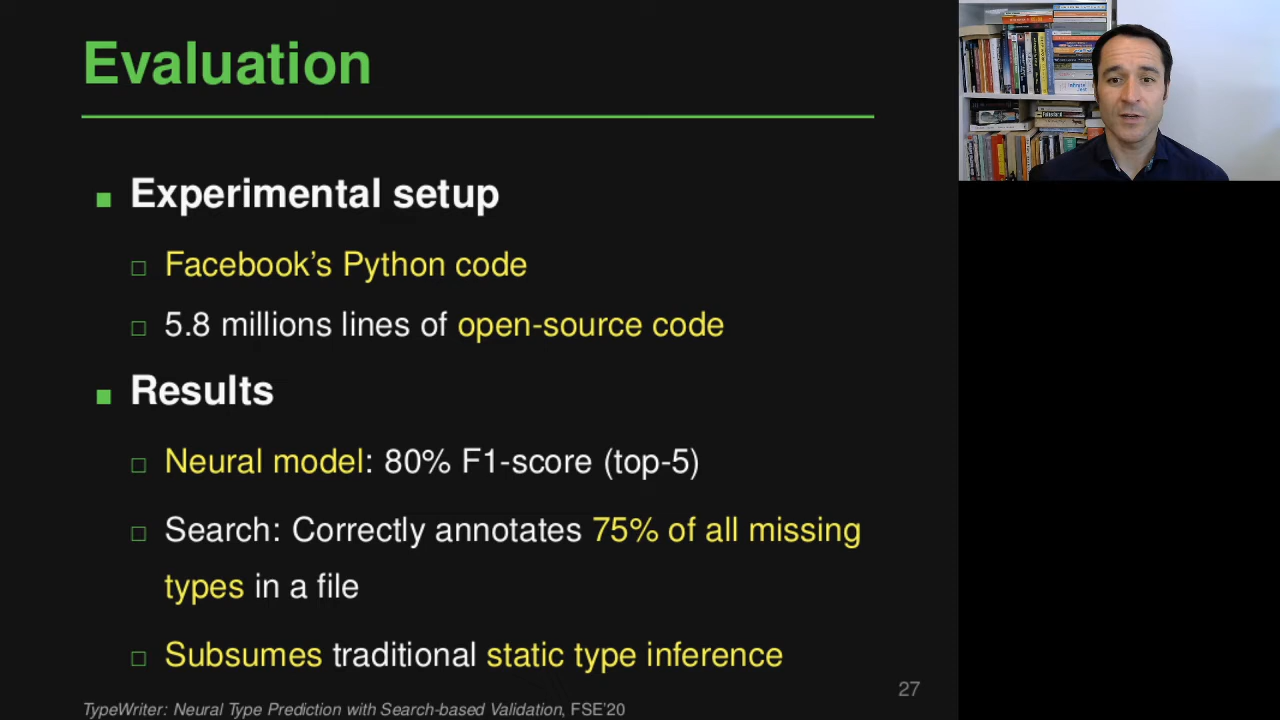 Evaluation
Experimental setup
Facebook's Python code
5.8 millions lines of open-source code
Results
Neural model: 80% F1-score (top-5)
Search: Correctly annotates 75% of all missing
types in a file
Subsumes traditional static type inference
27
TypeWriter: Neural Type Prediction with Search-based Validation, FSE'20